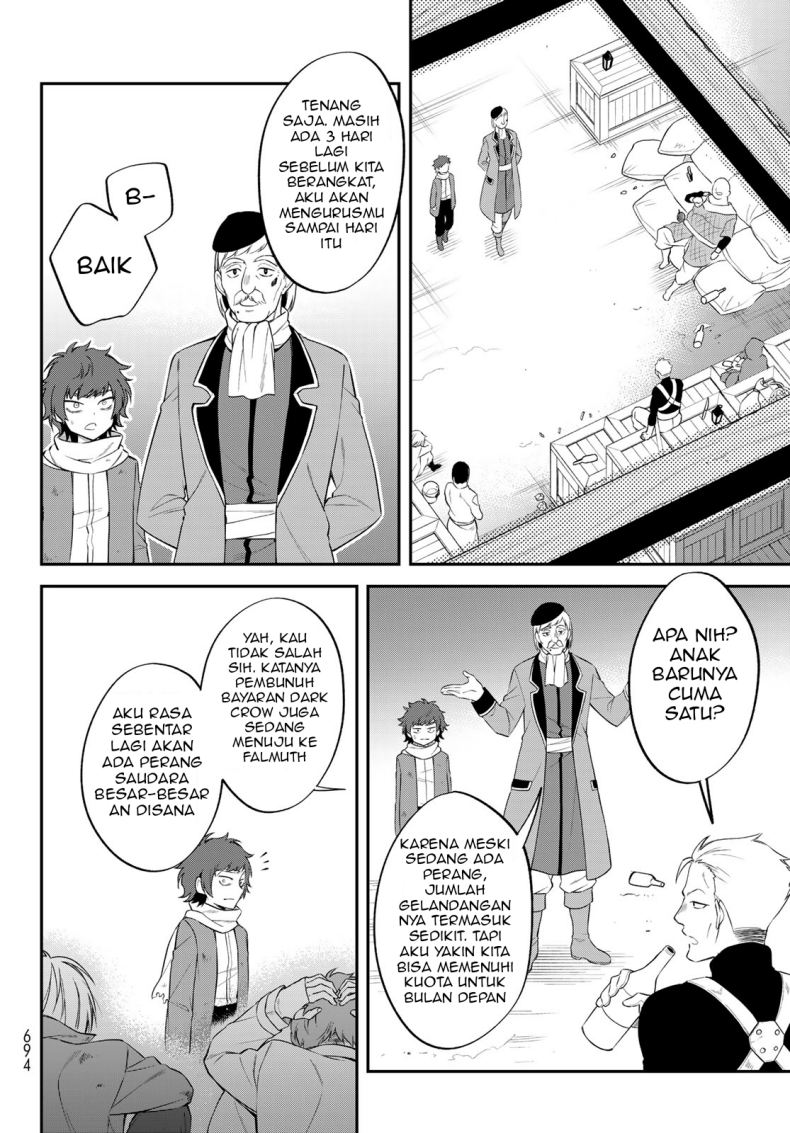 TENANG
SAJA. MASIH
ADA 3 HARI
LAGI
SEBELUM KITA
BERANGKAT,
AKU AKAN
MENGURUSMU
SAMPAI HARI
ITU
B-
BAIK
APA NIH?
ANAK
BARUNYA
CUMA
SATU?
KARENA MESKI
SEDANG ADA
PERANG,
JUMLAH
GELANDANGAN
NYA TERMASUK
SEDIKIT. TAPI
AKU YAKIN KITA
BISA MEMENUHI
KUOTA UNTUK
BULAN DEPAN
YAH, KAU
TIDAK SALAH
SIH. KATANYA
PEMBUNUH
BAYARAN DARK
CROW JUGA
SEDANG
MENUJU KE
FALMUTH
AKU RASA
SEBENTAR
LAGI AKAN
ADA PERANG
SAUDARA
BESAR-BESAR
AN DISANA
694